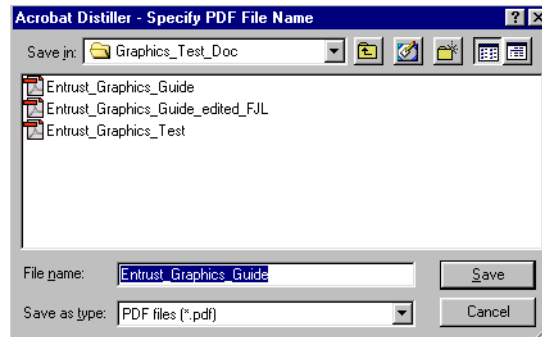 Acrobat Distiller - Specify PDF File Name
Save in: Graphics_Test_Doc
Entrust_Graphics_Guide
Entrust_Graphics_Guide_edited_FJL
Entrust_Graphics_Test
File name: Entrust_Graphics_Guide Save
Save as type: PDF files (*.pdf) Cancel